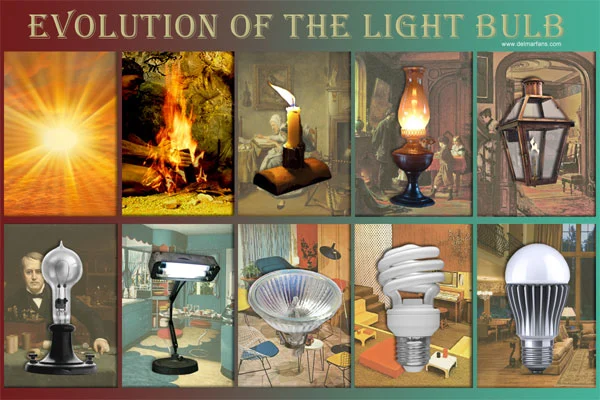 Evolution of the Light Bulb
www.delmarfans.com